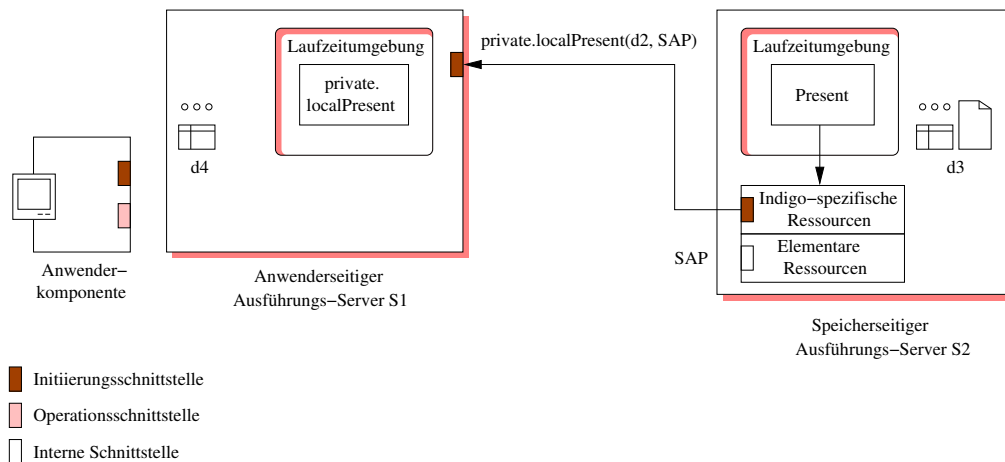 Laufzeitumgebung
private.
localPresent
d4
private.localPresent(d2, SAP)
Laufzeitumgebung
Present
d3
Indigo−spezifische
Ressourcen
Elementare
Ressourcen
SAP
Anwender−
komponente
Anwenderseitiger
Ausführungs−Server S1
Speicherseitiger
Ausführungs−Server S2
Initiierungsschnittstelle
Operationsschnittstelle
Interne Schnittstelle